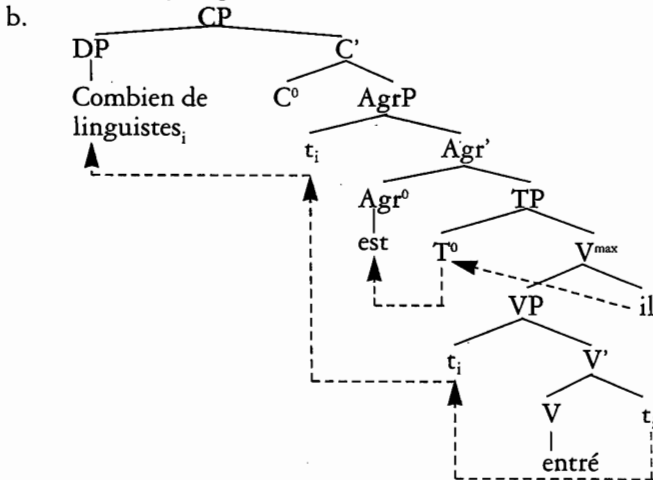 b.
CP
DP C'
Combien de C⁰ AgrP
linguistesᵢ
tᵢ Agr'
Agr⁰ TP
est T⁰ Vᵐᵃˣ
VP il
tᵢ V'
V tᵢ
entré